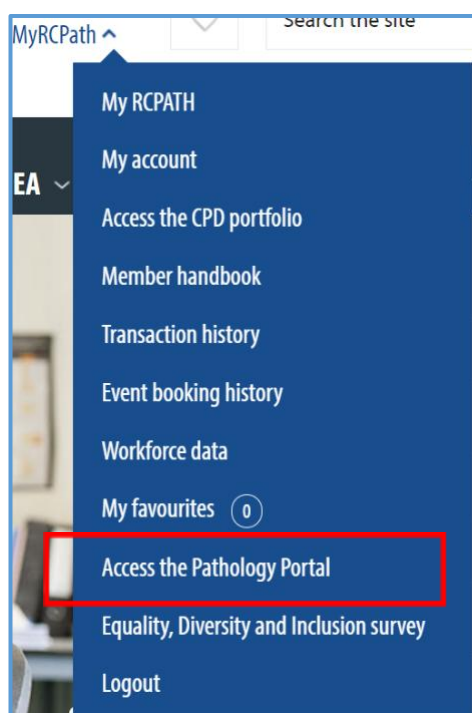 MyRCPath
Search the site
My RCPATH
My account
EA
Access the CPD portfolio
Member handbook
Transaction history
Event booking history
Workforce data
My favourites 0
Access the Pathology Portal
Equality, Diversity and Inclusion survey
Logout